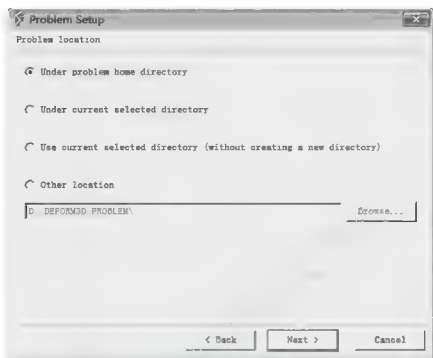 Problem Setup
Problem location
Under problem home directory
Under current selected directory
Use current selected directory (without creating a new directory)
Other location
D DEFORM3D PROBLEM\
Browse...
< Back
Next >
Cancel